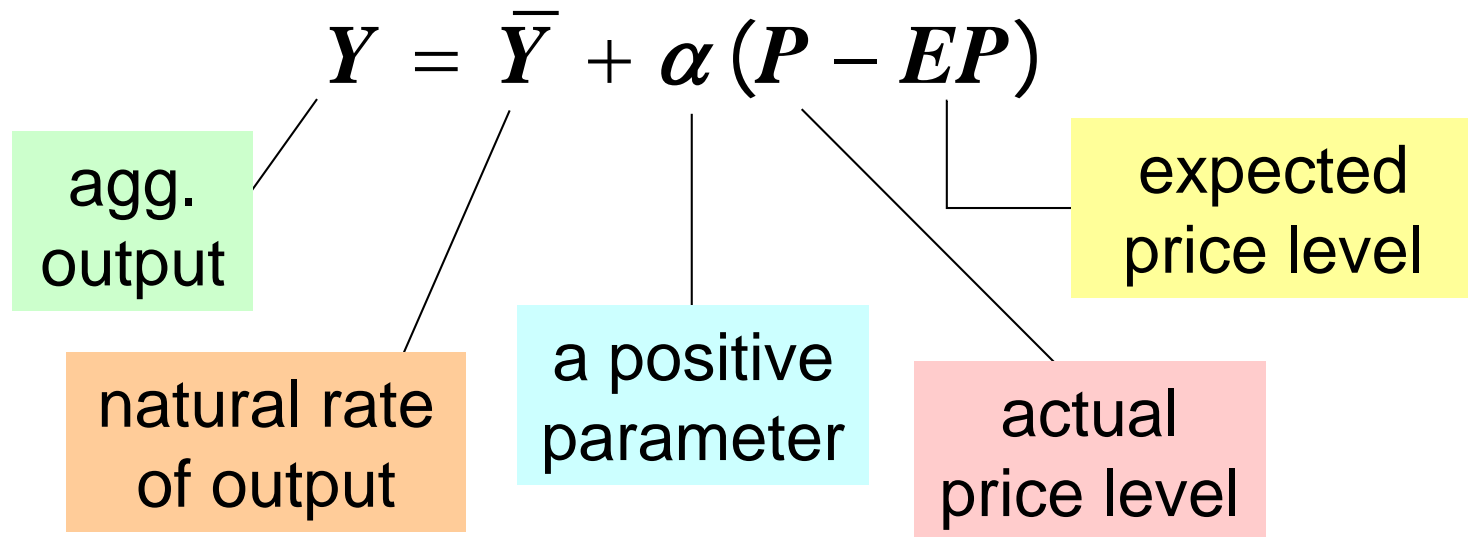 Y = Y̅ + α (P − EP)
agg.
output
natural rate
of output
a positive
parameter
actual
price level
expected
price level